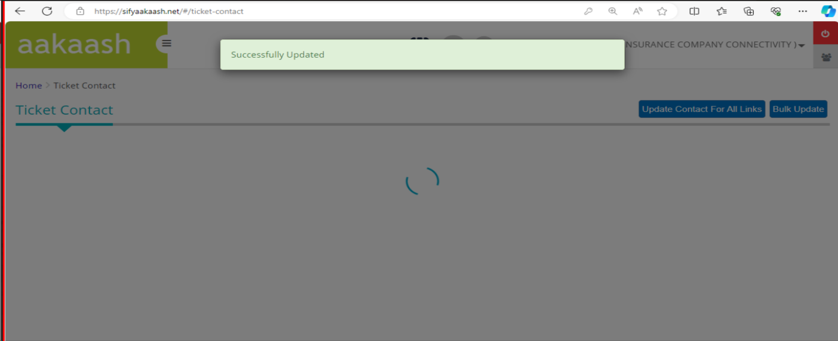 https://sifyaakaash.net/#/ticket-contact
aakaash
Successfully Updated
NSURANCE COMPANY CONNECTIVITY )
Home > Ticket Contact
Ticket Contact
Update Contact For All Links
Bulk Update